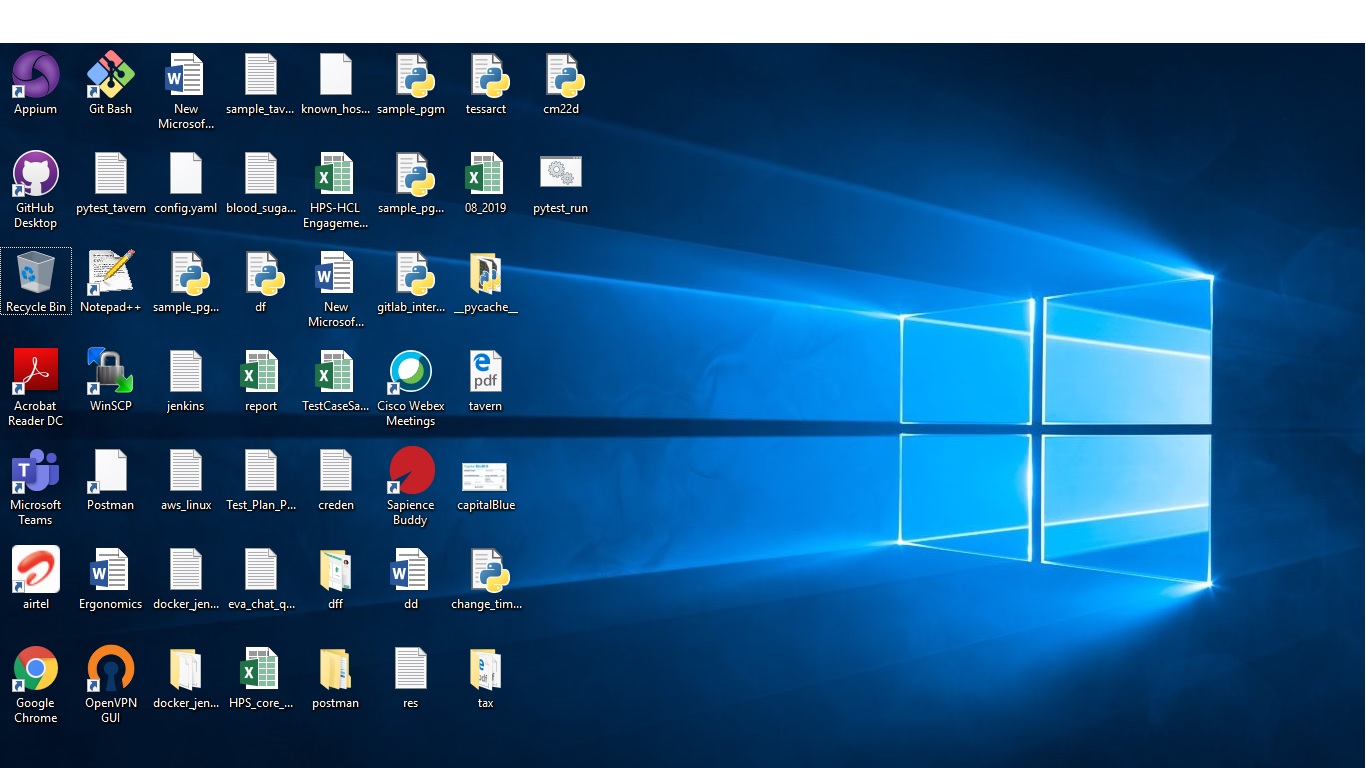 Appium
Git Bash
New
Microsof...
sample_tav...
known_hos...
sample_pgm
tessarct
cm22d
GitHub
Desktop
pytest_tavern
config.yaml
blood_suga...
HPS-HCL
Engageme...
sample_pg...
08_2019
pytest_run
Recycle Bin
Notepad++
sample_pg...
df
New
Microsof...
gitlab_inter...
__pycache__
Acrobat
Reader DC
WinSCP
jenkins
report
TestCaseSa...
Cisco Webex
Meetings
pdf
tavern
Microsoft
Teams
Postman
aws_linux
Test_Plan_P...
creden
Sapience
Buddy
capitalBlue
airtel
Ergonomics
docker_jen...
eva_chat_q...
dff
dd
change_tim...
Google
Chrome
OpenVPN
GUI
docker_jen...
HPS_core_...
postman
res
tax